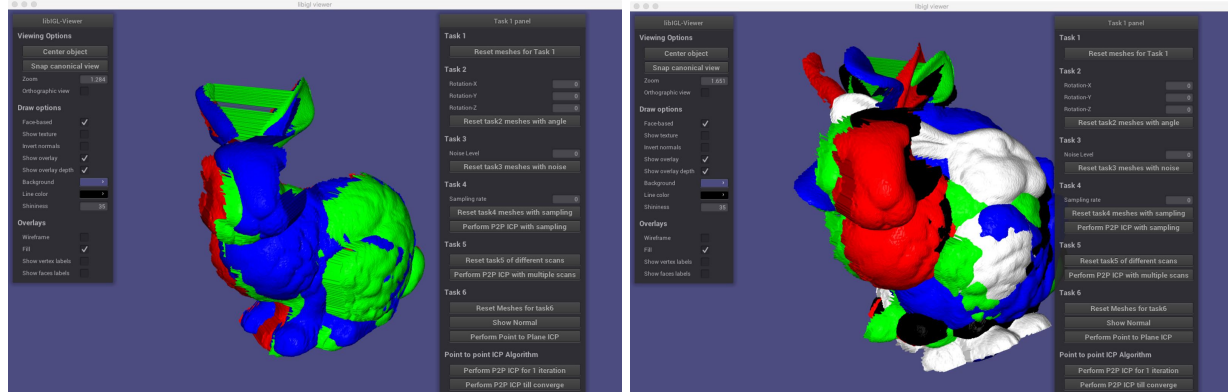 libigl viewer
libIGL-Viewer
Viewing Options
Center object
Snap canonical view
Zoom 1.284
Orthographic view
Draw options
Face-based
Show texture
Invert normals
Show overlay
Show overlay depth
Background
Line color
Shininess 35
Overlays
Wireframe
Fill
Show vertex labels
Show faces labels
Task 1 panel
Task 1
Reset meshes for Task 1
Task 2
Rotation-X 0
Rotation-Y 0
Rotation-Z 0
Reset task2 meshes with angle
Task 3
Noise Level 0
Reset task3 meshes with noise
Task 4
Sampling rate 0
Reset task4 meshes with sampling
Perform P2P ICP with sampling
Task 5
Reset task5 of different scans
Perform P2P ICP with multiple scans
Task 6
Reset Meshes for task6
Show Normal
Perform Point to Plane ICP
Point to point ICP Algorithm
Perform P2P ICP for 1 iteration
Perform P2P ICP till converge
libigl viewer
libIGL-Viewer
Viewing Options
Center object
Snap canonical view
Zoom
Orthographic view
Draw options
Face-based
Show texture
Invert normals
Show overlay
Show overlay depth
Background
Line color
Shininess 35
Overlays
Wireframe
Fill
Show vertex labels
Show faces labels
Task 1 panel
Task 1
Reset meshes for Task 1
Task 2
Rotation-X 0
Rotation-Y 0
Rotation-Z 0
Reset task2 meshes with angle
Task 3
Noise Level 0
Reset task3 meshes with noise
Task 4
Sampling rate 0
Reset task4 meshes with sampling
Perform P2P ICP with sampling
Task 5
Reset task5 of different scans
Perform P2P ICP with multiple scans
Task 6
Reset Meshes for task6
Show Normal
Perform Point to Plane ICP
Point to point ICP Algorithm
Perform P2P ICP for 1 iteration
Perform P2P ICP till converge